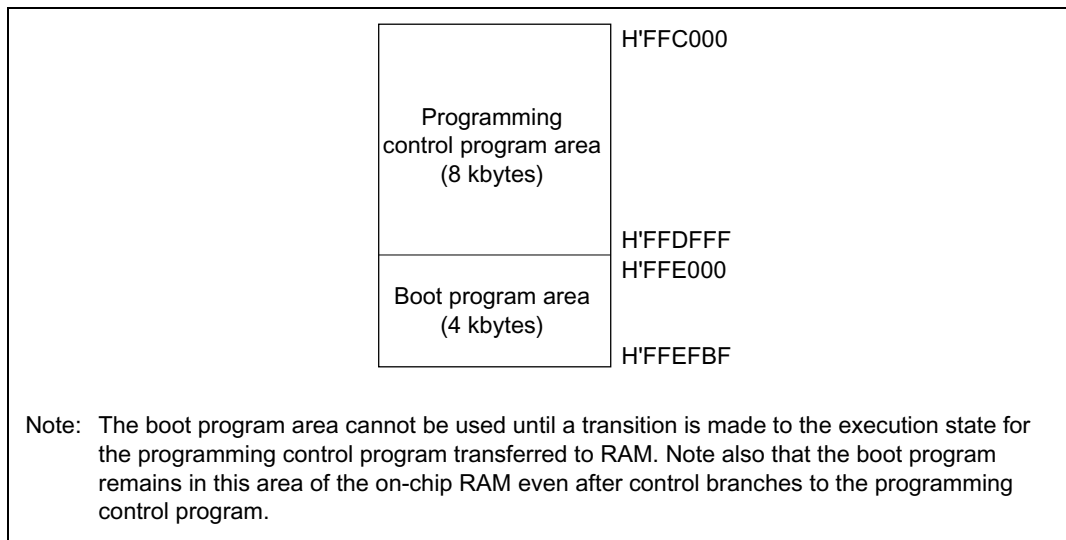 H'FFC000
Programming
control program area
(8 kbytes)
H'FFDFFF
H'FFE000
Boot program area
(4 kbytes)
H'FFEFBF
Note: The boot program area cannot be used until a transition is made to the execution state for
the programming control program transferred to RAM. Note also that the boot program
remains in this area of the on-chip RAM even after control branches to the programming
control program.